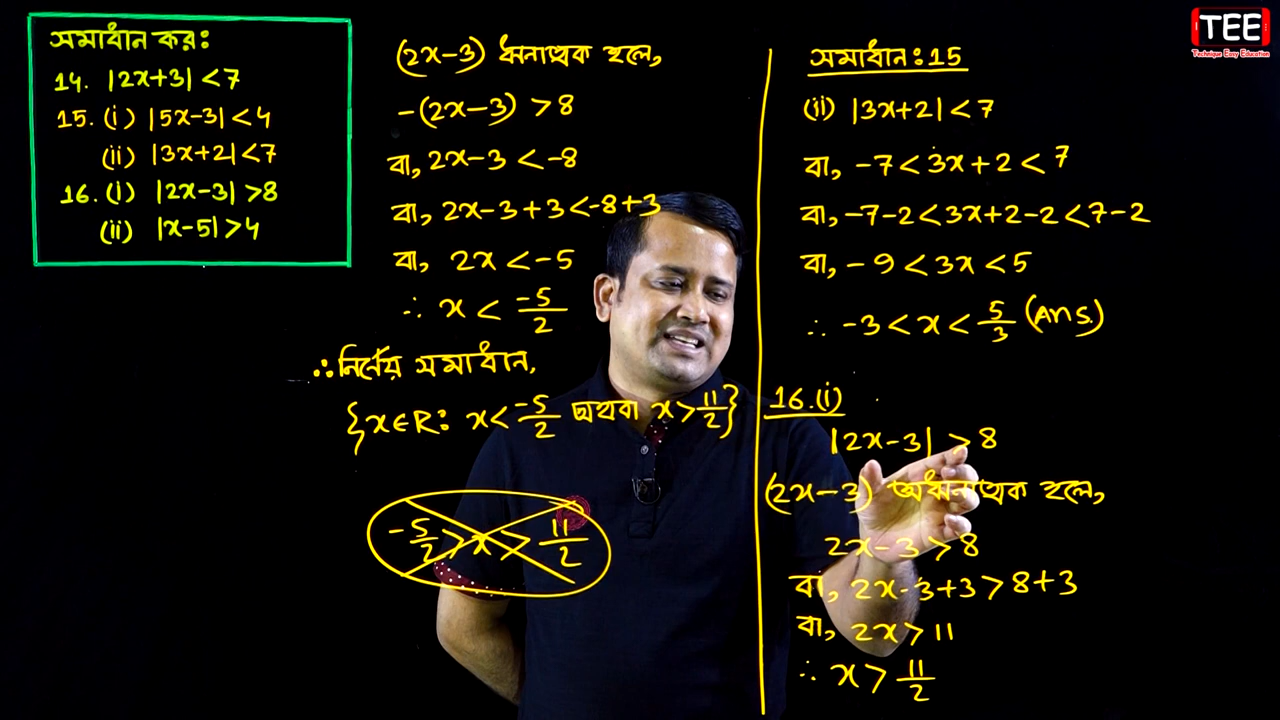 সমাধান করঃ
14. |2x+3| < 7
15. (i) |5x-3| < 4
(ii) |3x+2| < 7
16. (i) |2x-3| > 8
(ii) |x-5| > 4
(2x-3) ধনাত্মক হলে,
-(2x-3) > 8
বা, 2x-3 < -8
বা, 2x-3+3 < -8+3
বা, 2x < -5
∴ x < -5/2
∴ নির্ণেয় সমাধান,
{x∈R: x < -5/2 অথবা x > 11/2}
-5/2 > x > 11/2
TEE
Technique Easy Education
সমাধান: 15
(ii) |3x+2| < 7
বা, -7 < 3x+2 < 7
বা, -7-2 < 3x+2-2 < 7-2
বা, -9 < 3x < 5
∴ -3 < x < 5/3 (Ans.)
16.(i)
|2x-3| > 8
(2x-3) অধনাত্মক হলে,
2x-3 > 8
বা, 2x-3+3 > 8+3
বা, 2x > 11
∴ x > 11/2